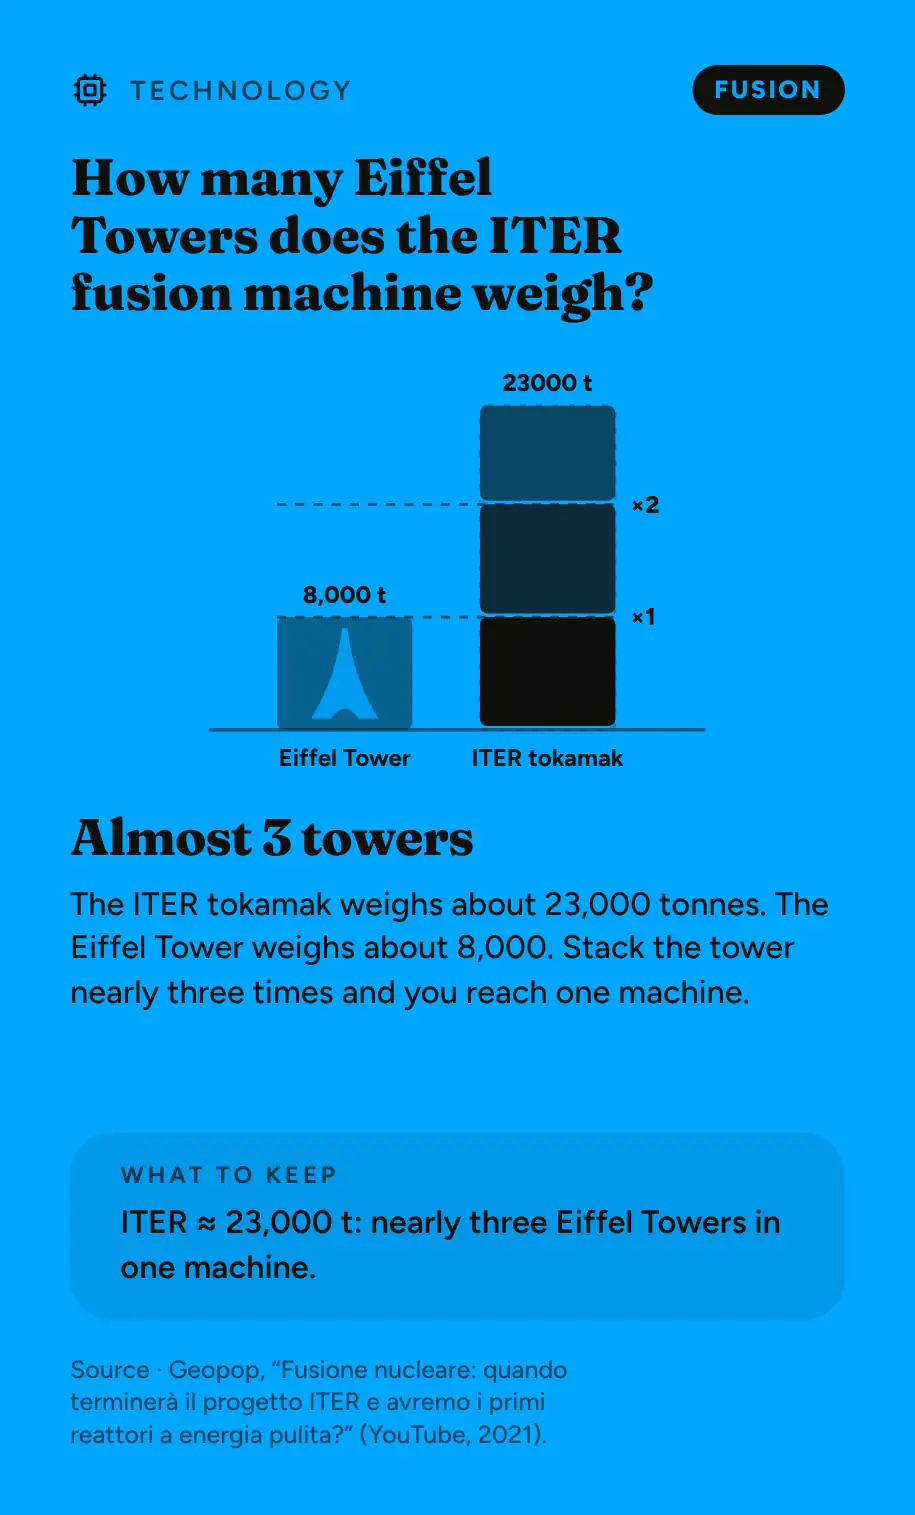 TECHNOLOGY
FUSION
How many Eiffel
Towers does the ITER
fusion machine weigh?
23000 t
×2
8,000 t
×1
Eiffel Tower
ITER tokamak
Almost 3 towers
The ITER tokamak weighs about 23,000 tonnes. The
Eiffel Tower weighs about 8,000. Stack the tower
nearly three times and you reach one machine.
WHAT TO KEEP
ITER ≈ 23,000 t: nearly three Eiffel Towers in
one machine.
Source · Geopop, “Fusione nucleare: quando
terminerà il progetto ITER e avremo i primi
reattori a energia pulita?” (YouTube, 2021).